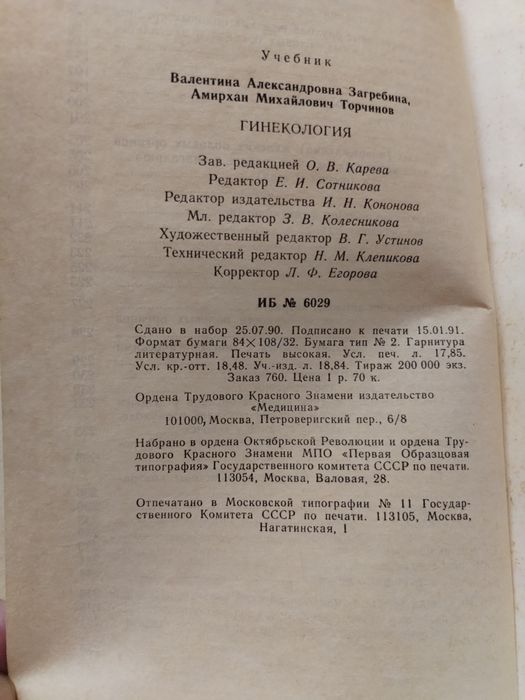 Учебник
Валентина Александровна Загребина,
Амирхан Михайлович Торчинов
ГИНЕКОЛОГИЯ
Зав. редакцией О. В. Карева
Редактор Е. И. Сотникова
Редактор издательства И. Н. Кононова
Мл. редактор З. В. Колесникова
Художественный редактор В. Г. Устинов
Технический редактор Н. М. Клепикова
Корректор Л. Ф. Егорова
ИБ № 6029
Сдано в набор 25.07.90. Подписано к печати 15.01.91.
Формат бумаги 84×108/32. Бумага тип № 2. Гарнитура
литературная. Печать высокая. Усл. печ. л. 17,85.
Усл. кр.-отт. 18,48. Уч.-изд. л. 18,84. Тираж 200 000 экз.
Заказ 760. Цена 1 р. 70 к.
Ордена Трудового Красного Знамени издательство
«Медицина»
101000, Москва, Петроверигский пер., 6/8
Набрано в ордена Октябрьской Революции и ордена Тру-
дового Красного Знамени МПО «Первая Образцовая
типография» Государственного комитета СССР по печати.
113054, Москва, Валовая, 28.
Отпечатано в Московской типографии № 11 Государ-
ственного Комитета СССР по печати. 113105, Москва,
Нагатинская, 1